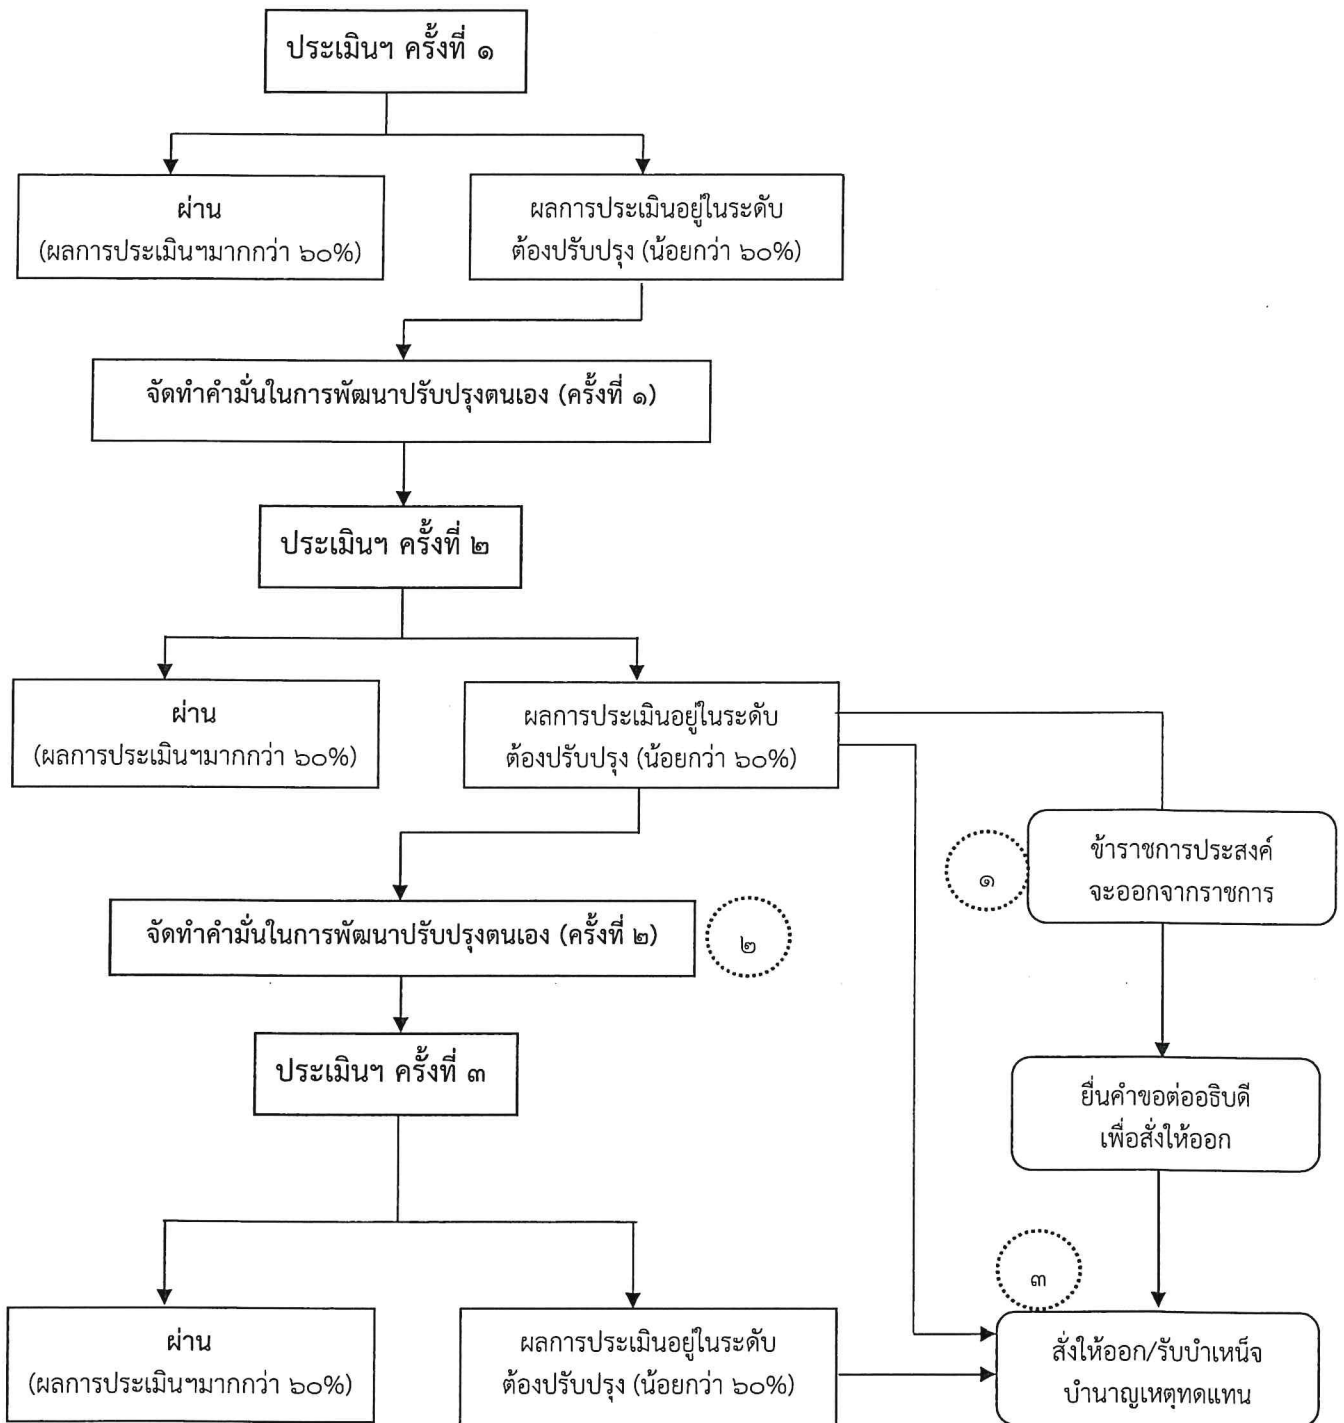 ประเมินฯ ครั้งที่ ๑
ผ่าน
(ผลการประเมินฯมากกว่า ๖๐%)
ผลการประเมินอยู่ในระดับ
ต้องปรับปรุง (น้อยกว่า ๖๐%)
จัดทำคำมั่นในการพัฒนาปรับปรุงตนเอง (ครั้งที่ ๑)
ประเมินฯ ครั้งที่ ๒
ผ่าน
(ผลการประเมินฯมากกว่า ๖๐%)
ผลการประเมินอยู่ในระดับ
ต้องปรับปรุง (น้อยกว่า ๖๐%)
๑
ข้าราชการประสงค์
จะออกจากราชการ
จัดทำคำมั่นในการพัฒนาปรับปรุงตนเอง (ครั้งที่ ๒)
๒
ประเมินฯ ครั้งที่ ๓
ยื่นคำขอต่ออธิบดี
เพื่อสั่งให้ออก
๓
ผ่าน
(ผลการประเมินฯมากกว่า ๖๐%)
ผลการประเมินอยู่ในระดับ
ต้องปรับปรุง (น้อยกว่า ๖๐%)
สั่งให้ออก/รับบำเหน็จ
บำนาญเหตุทดแทน